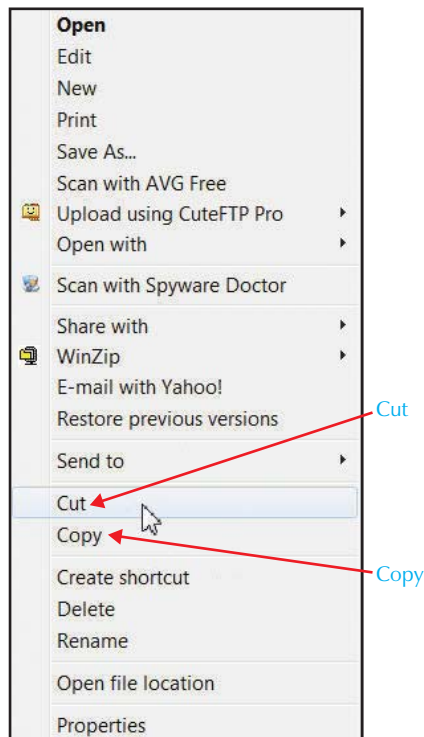 Open
Edit
New
Print
Save As...
Scan with AVG Free
Upload using CuteFTP Pro
Open with
Scan with Spyware Doctor
Share with
WinZip
E-mail with Yahoo!
Restore previous versions
Cut
Send to
Cut
Copy
Copy
Create shortcut
Delete
Rename
Open file location
Properties